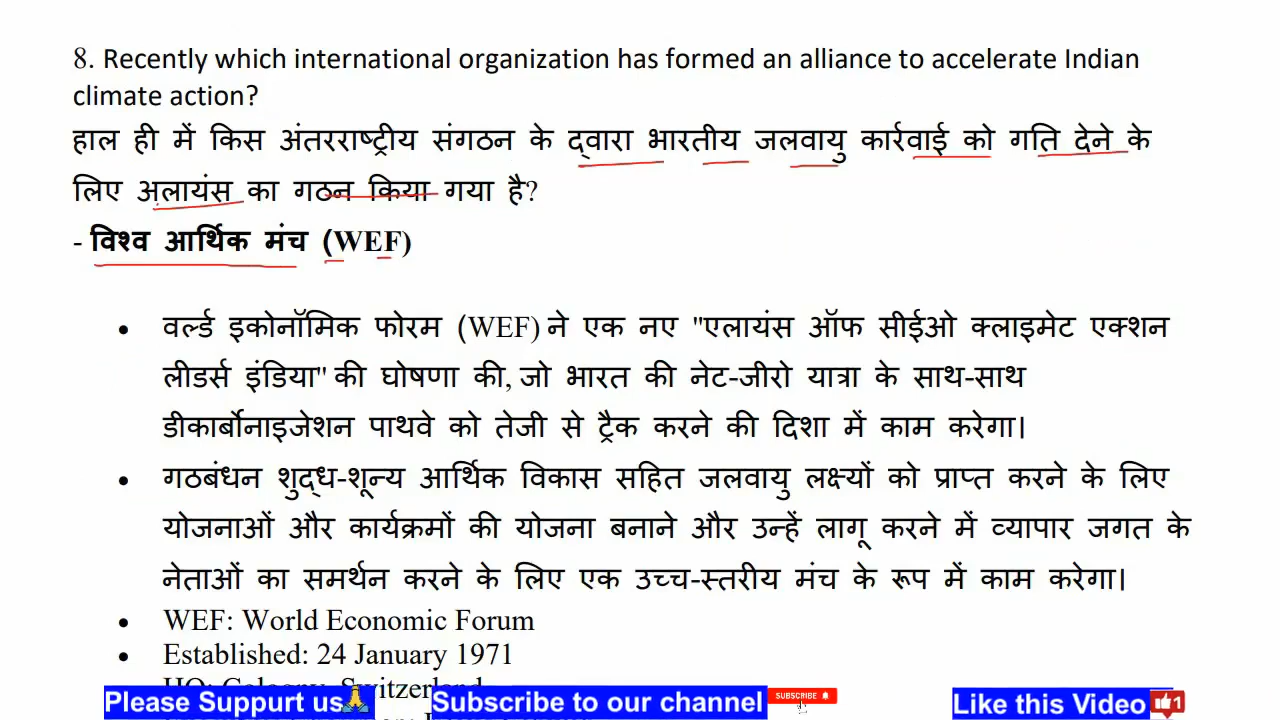 8. Recently which international organization has formed an alliance to accelerate Indian
climate action?
हाल ही में किस अंतरराष्ट्रीय संगठन के द्वारा भारतीय जलवायु कार्रवाई को गति देने के
लिए अलायंस का गठन किया गया है?
- विश्व आर्थिक मंच (WEF)
• वर्ल्ड इकोनॉमिक फोरम (WEF) ने एक नए "एलायंस ऑफ सीईओ क्लाइमेट एक्शन
लीडर्स इंडिया" की घोषणा की, जो भारत की नेट-जीरो यात्रा के साथ-साथ
डीकार्बोनाइजेशन पाथवे को तेजी से ट्रैक करने की दिशा में काम करेगा।
• गठबंधन शुद्ध-शून्य आर्थिक विकास सहित जलवायु लक्ष्यों को प्राप्त करने के लिए
योजनाओं और कार्यक्रमों की योजना बनाने और उन्हें लागू करने में व्यापार जगत के
नेताओं का समर्थन करने के लिए एक उच्च-स्तरीय मंच के रूप में काम करेगा।
• WEF: World Economic Forum
• Established: 24 January 1971
HQ: Cologny, Switzerland
Please Suppurt us Subscribe to our channel SUBSCRIBE Like this Video 1